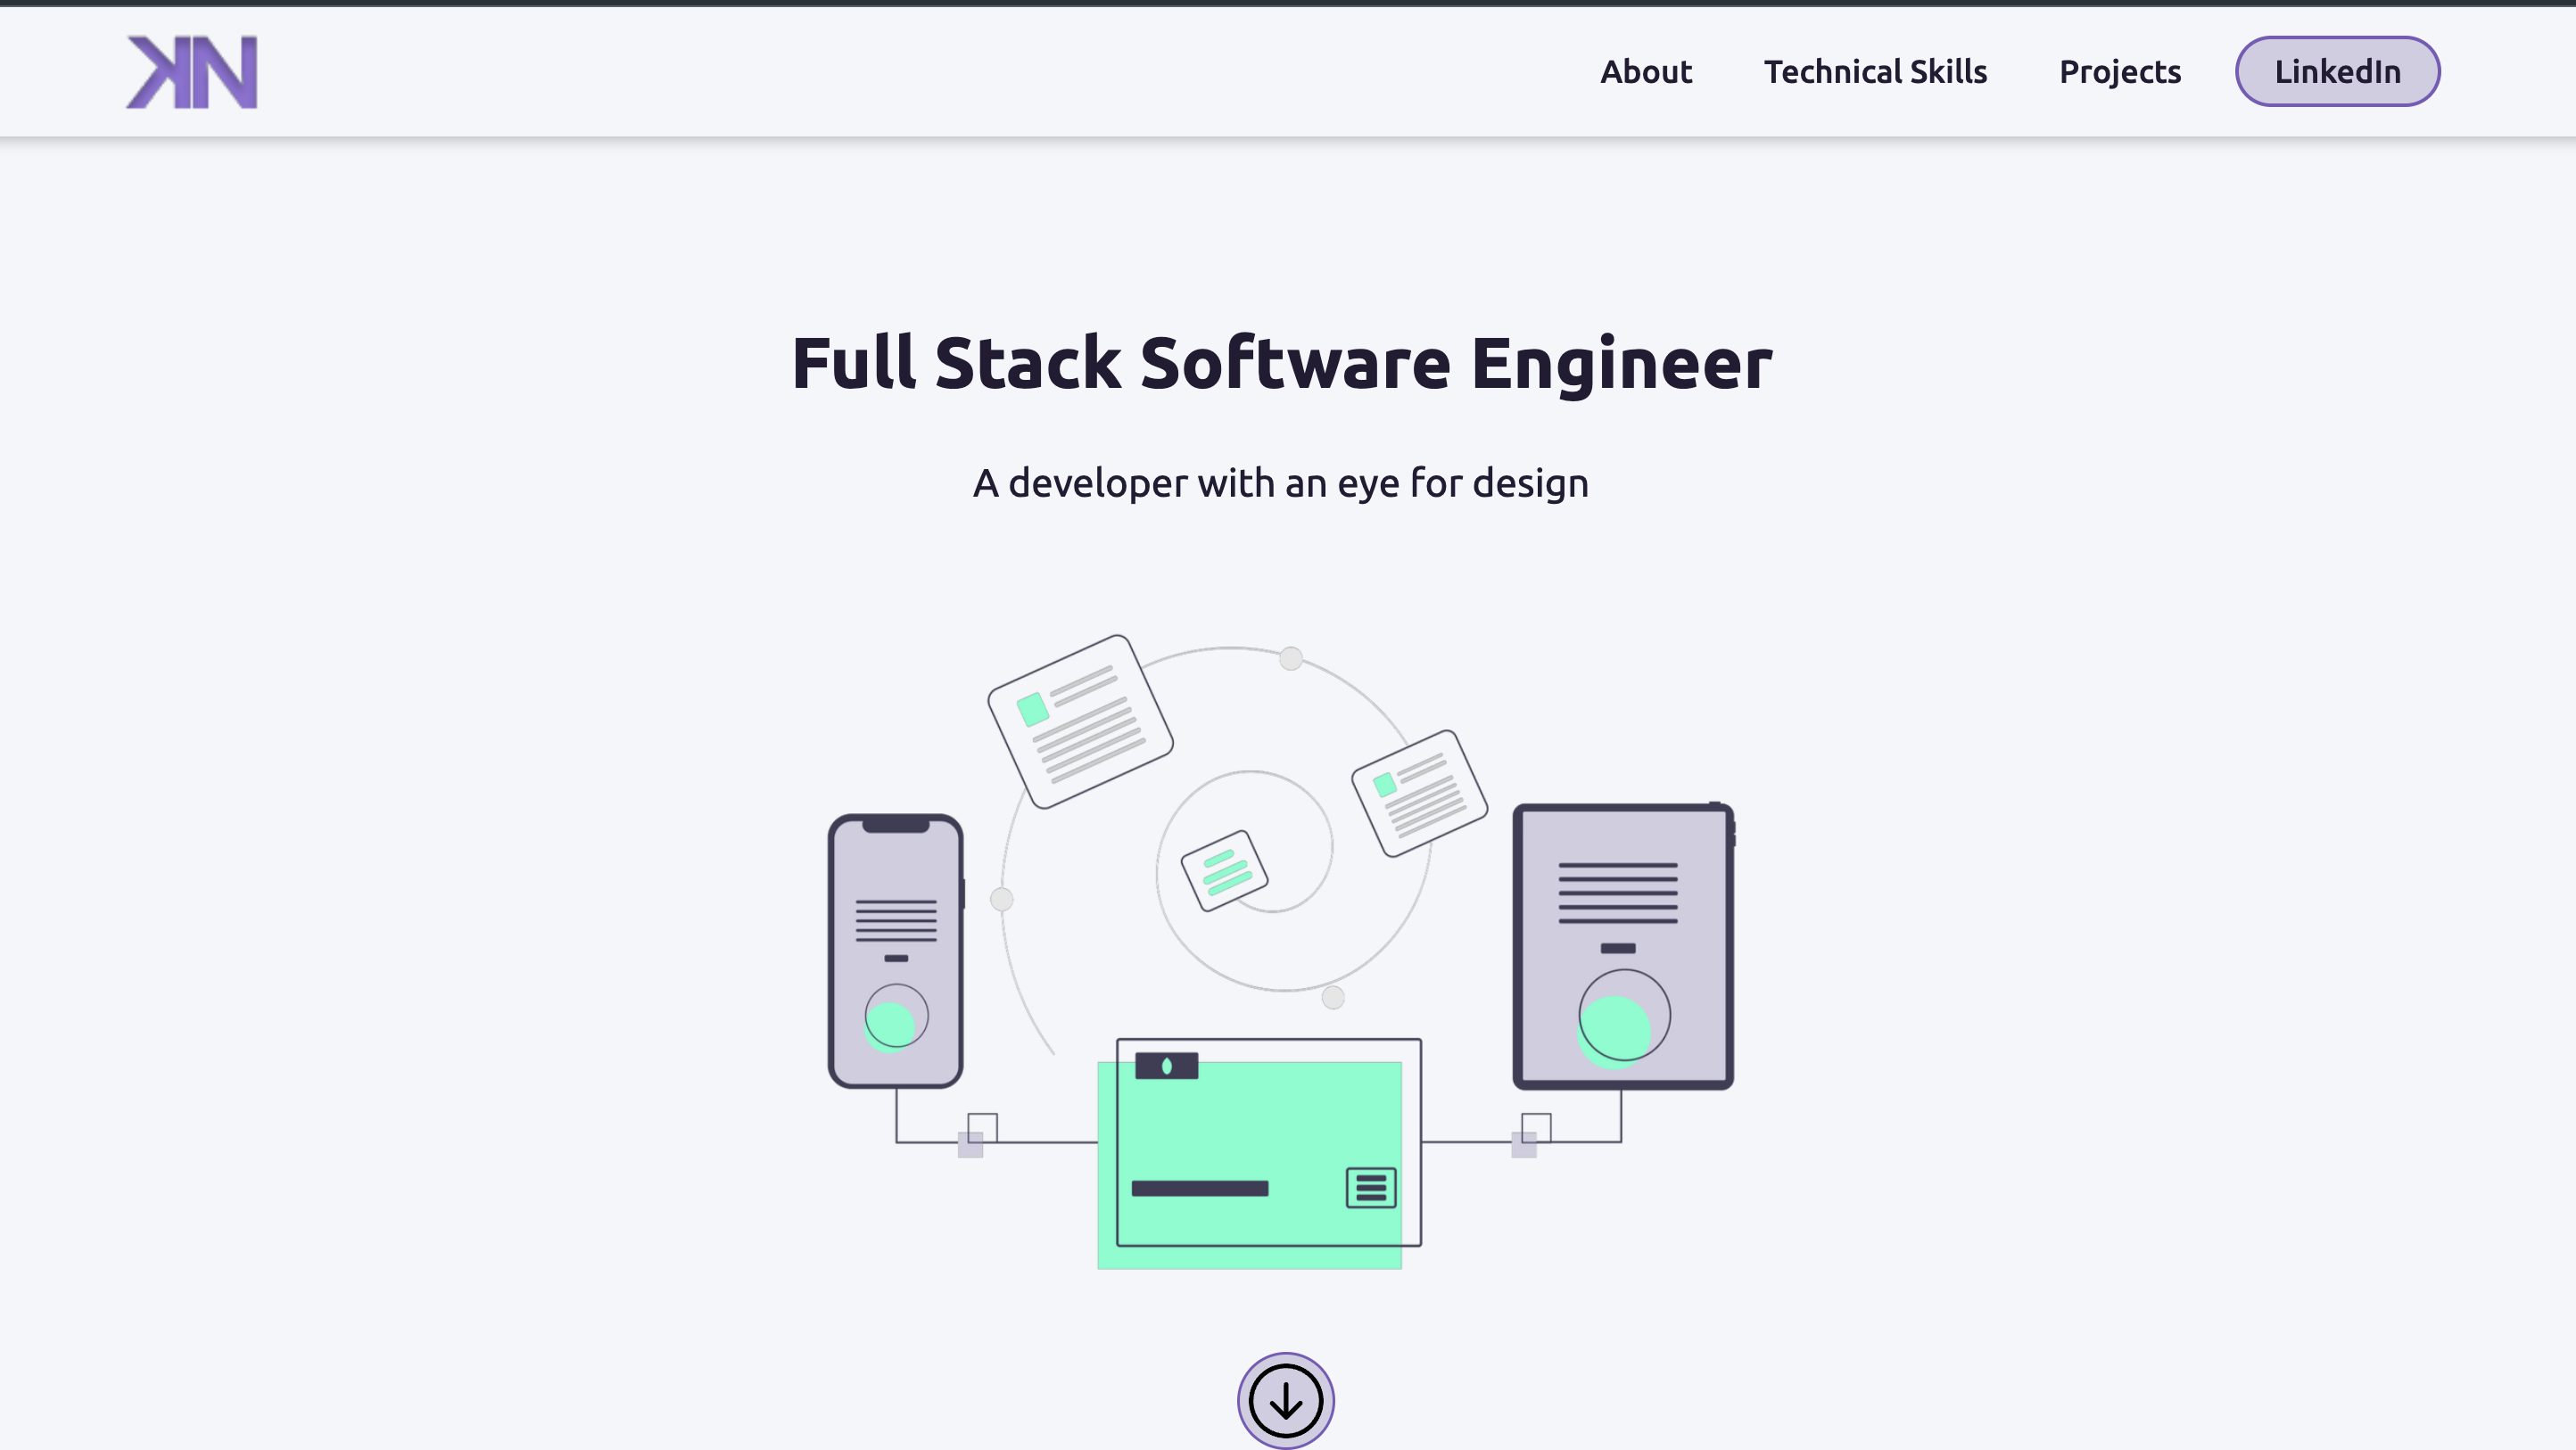 KN
About Technical Skills Projects LinkedIn
Full Stack Software Engineer
A developer with an eye for design